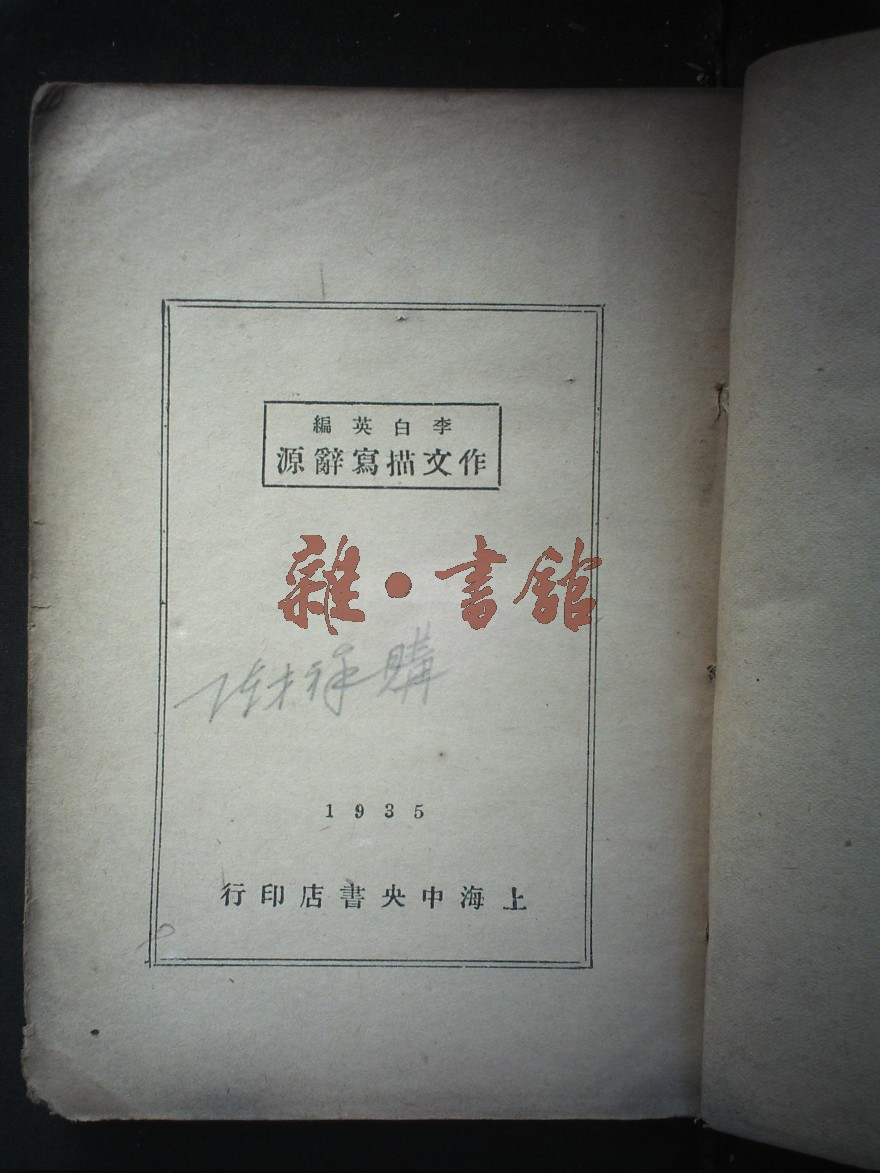 李白英編
作文描寫辭源
雜·書館
購
1935
上海中央書店印行